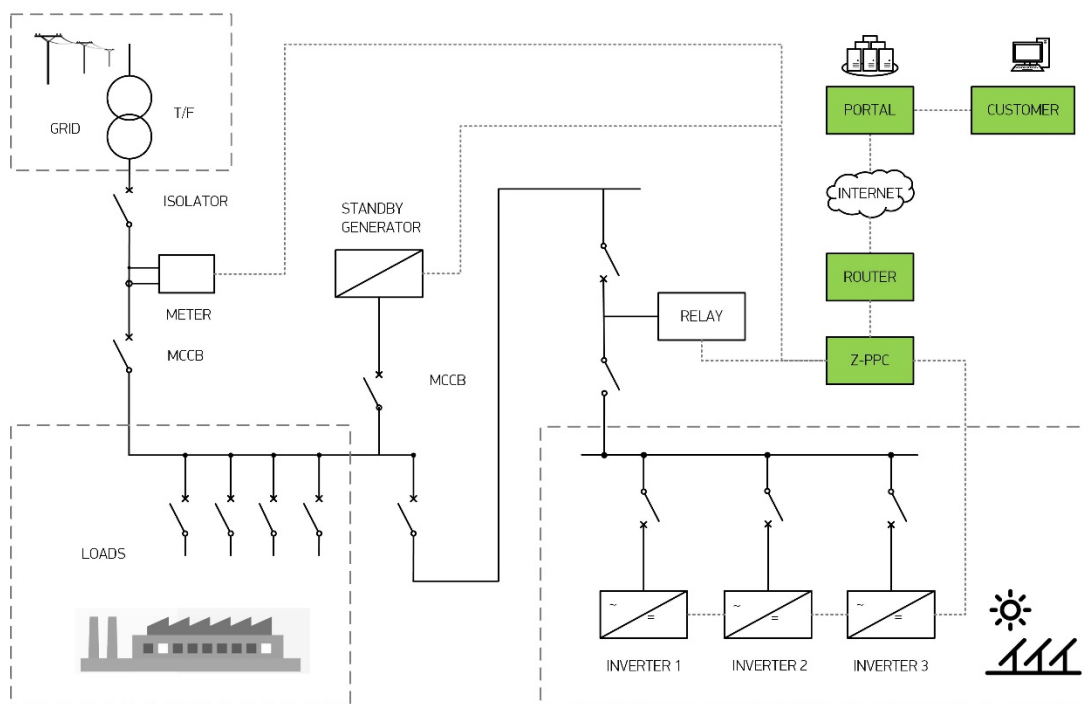 GRID
T/F
ISOLATOR
METER
MCCB
STANDBY
GENERATOR
MCCB
RELAY
PORTAL
CUSTOMER
INTERNET
ROUTER
Z-PPC
LOADS
~
=
~
=
~
=
INVERTER 1
INVERTER 2
INVERTER 3